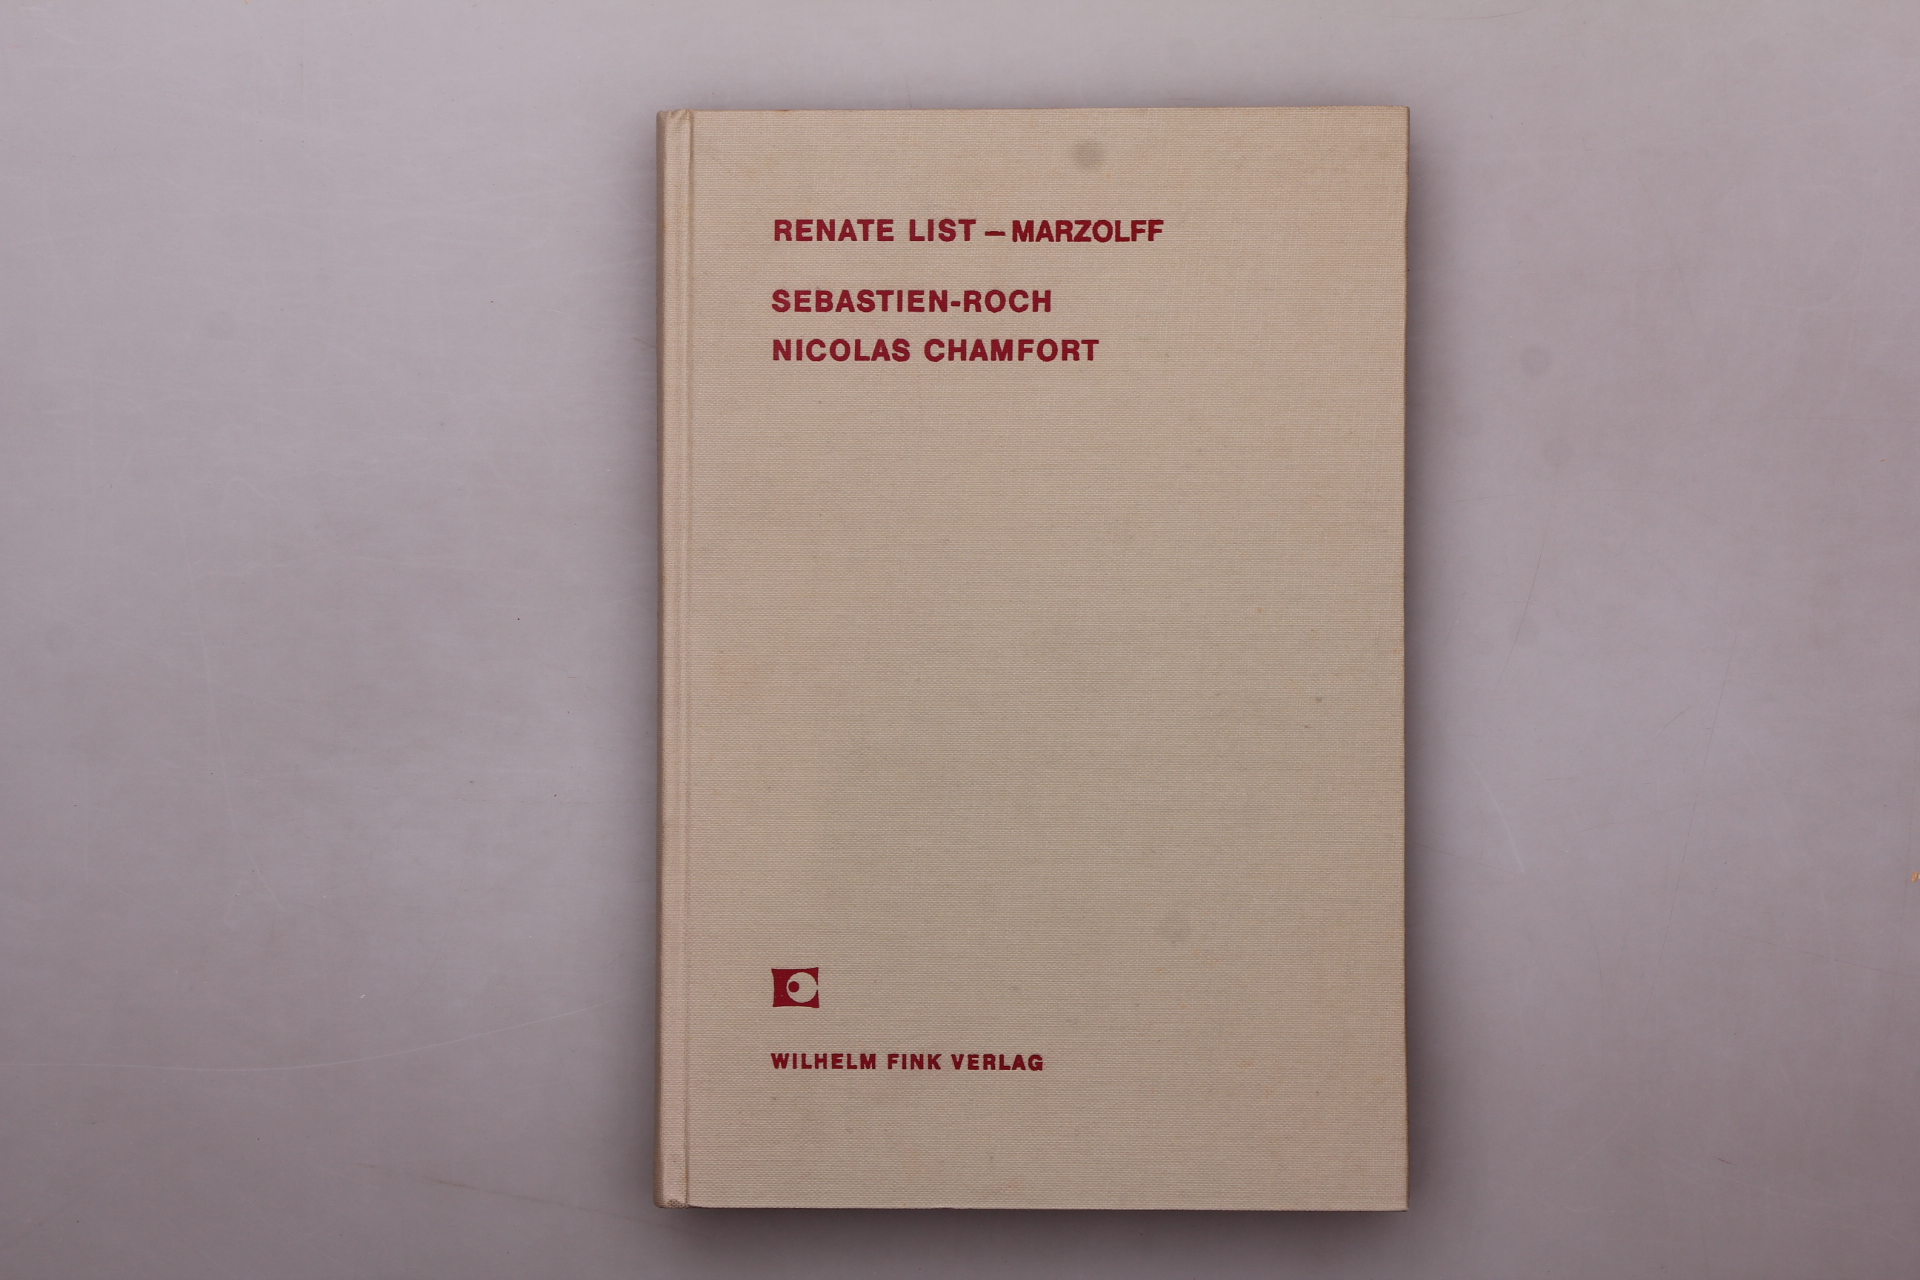 RENATE LIST – MARZOLFF
SEBASTIEN-ROCH
NICOLAS CHAMFORT
WILHELM FINK VERLAG